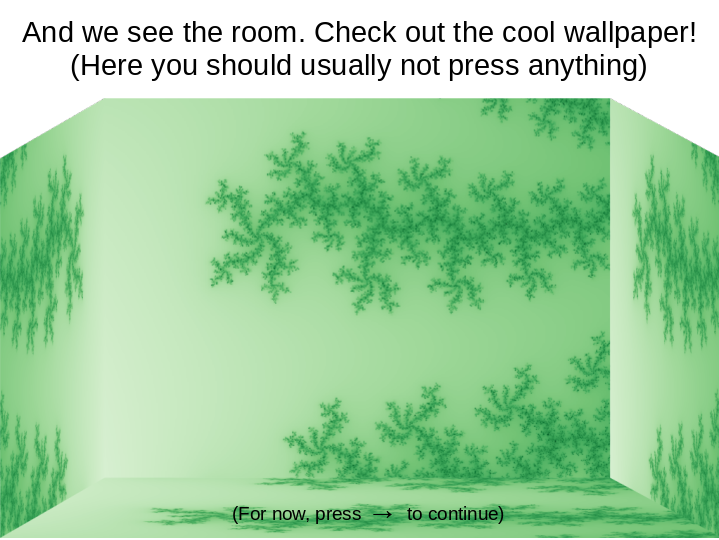 And we see the room. Check out the cool wallpaper!
(Here you should usually not press anything)
(For now, press → to continue)